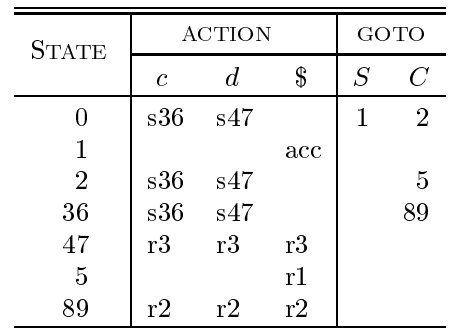 STATE ACTION GOTO
c d $ S C
0 s36 s47 1 2
1 acc
2 s36 s47 5
36 s36 s47 89
47 r3 r3 r3
5 r1
89 r2 r2 r2